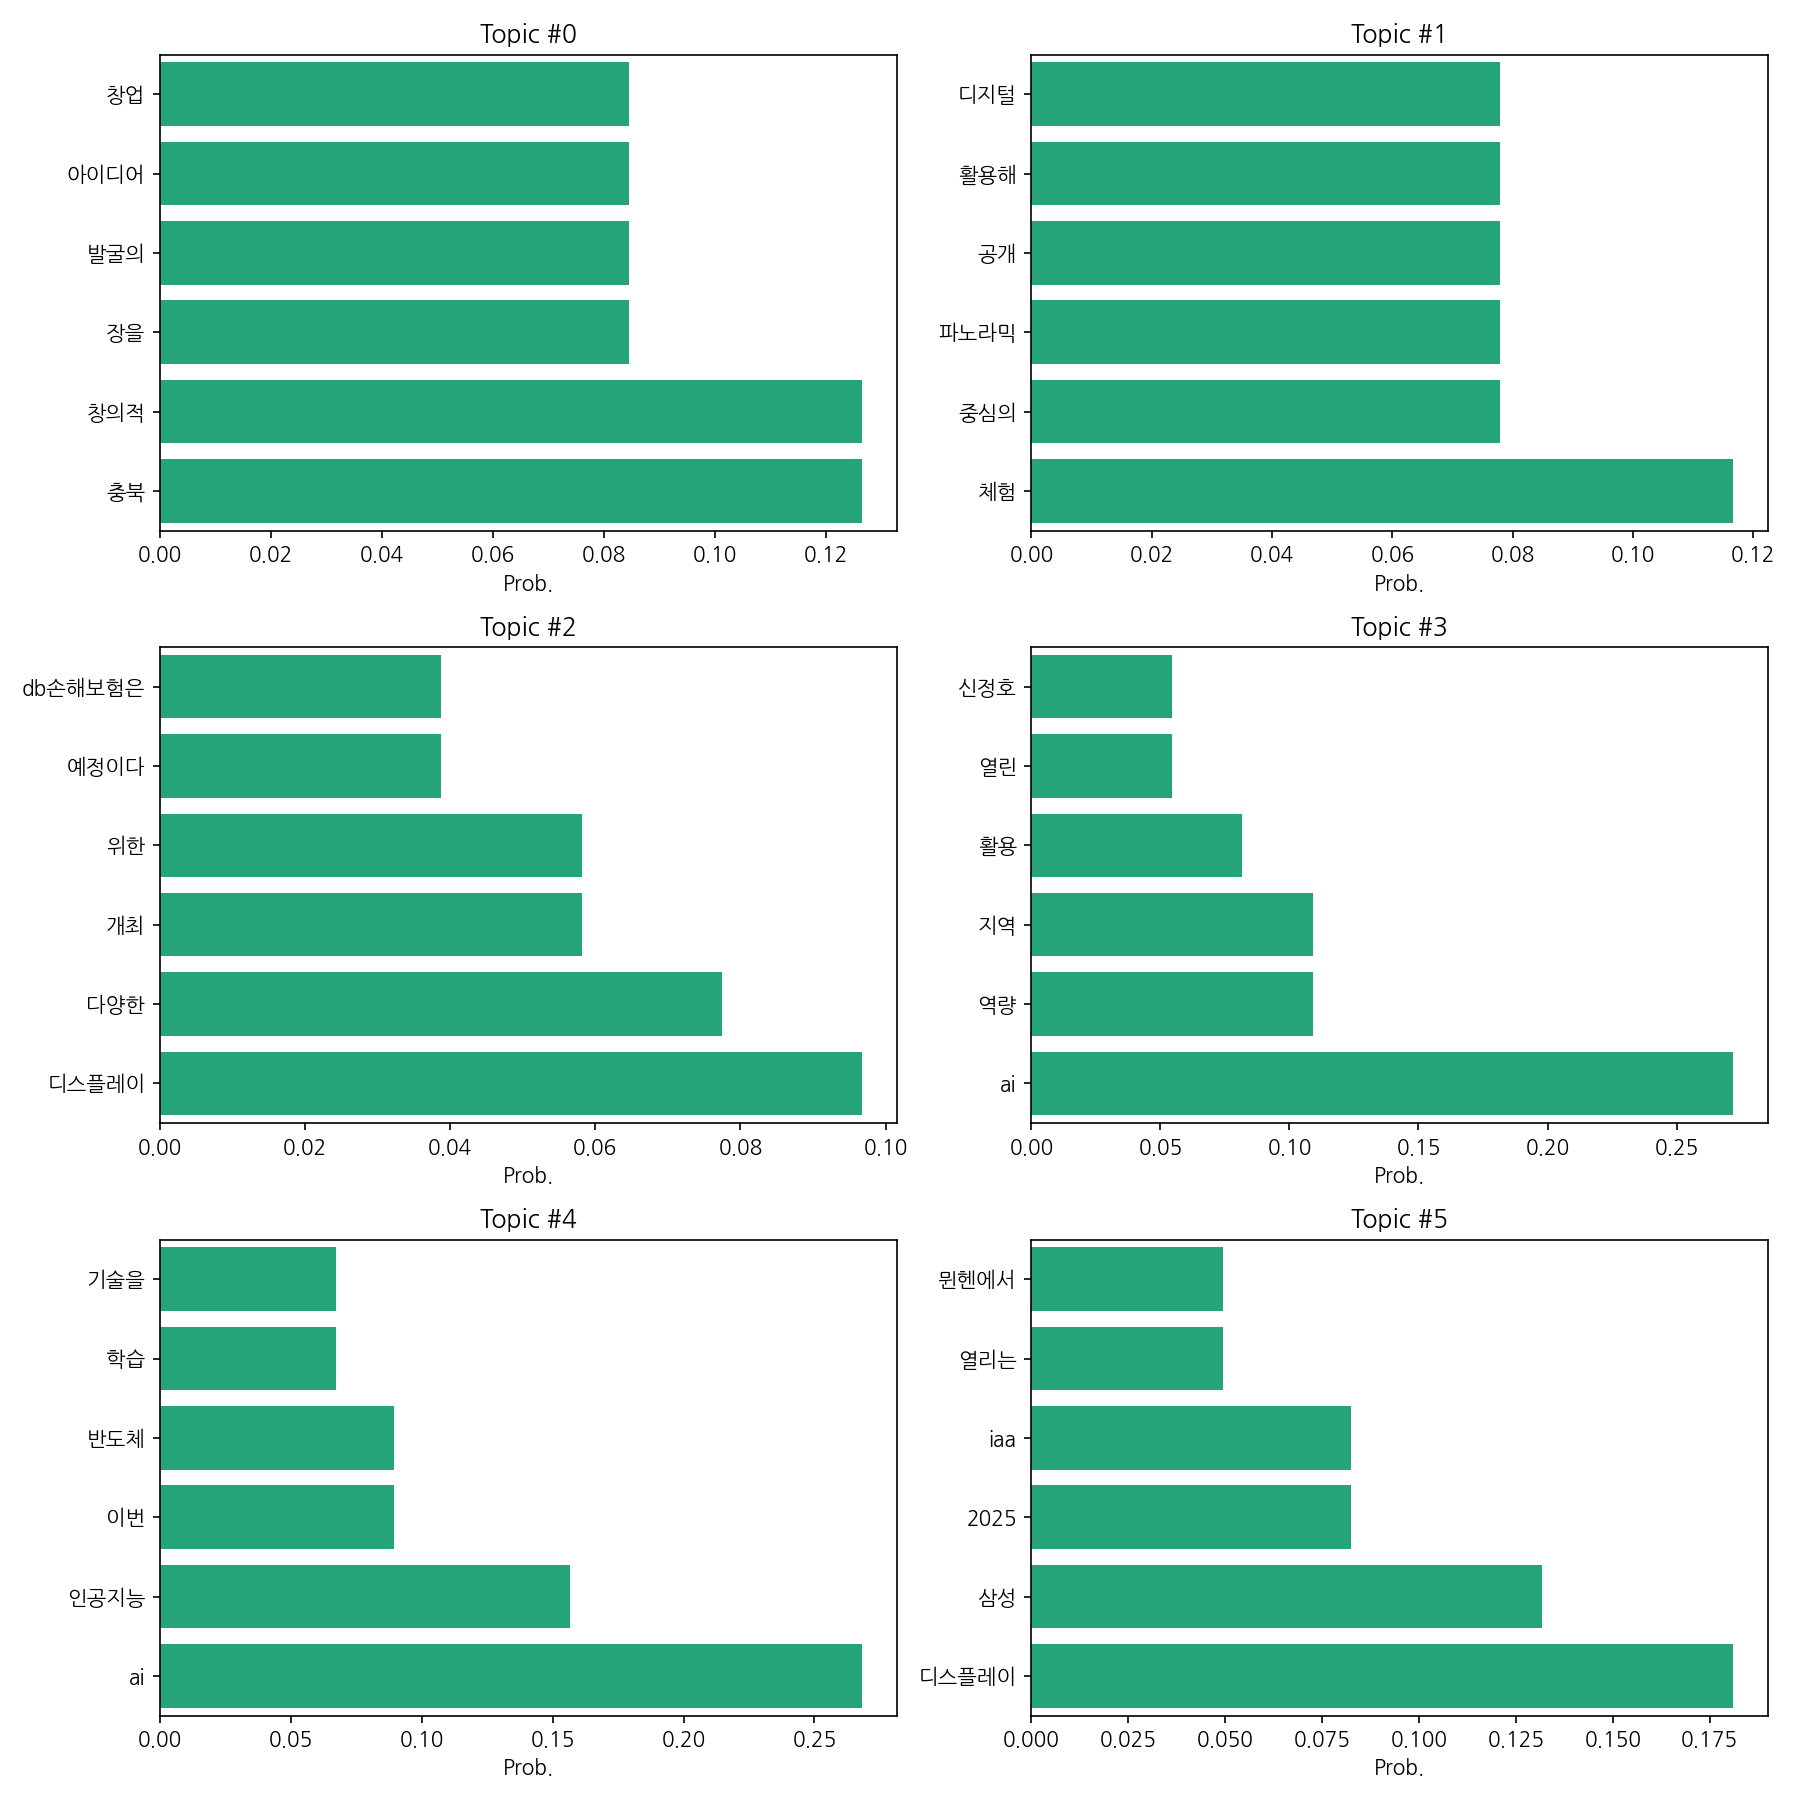 Topic #0
창업
아이디어
발굴의
장을
창의적
충북
0.00 0.02 0.04 0.06 0.08 0.10 0.12
Prob.
Topic #1
디지털
활용해
공개
파노라믹
중심의
체험
0.00 0.02 0.04 0.06 0.08 0.10 0.12
Prob.
Topic #2
db손해보험은
예정이다
위한
개최
다양한
디스플레이
0.00 0.02 0.04 0.06 0.08 0.10
Prob.
Topic #3
신정호
열린
활용
지역
역량
ai
0.00 0.05 0.10 0.15 0.20 0.25
Prob.
Topic #4
기술을
학습
반도체
이번
인공지능
ai
0.00 0.05 0.10 0.15 0.20 0.25
Prob.
Topic #5
뮌헨에서
열리는
iaa
2025
삼성
디스플레이
0.000 0.025 0.050 0.075 0.100 0.125 0.150 0.175
Prob.